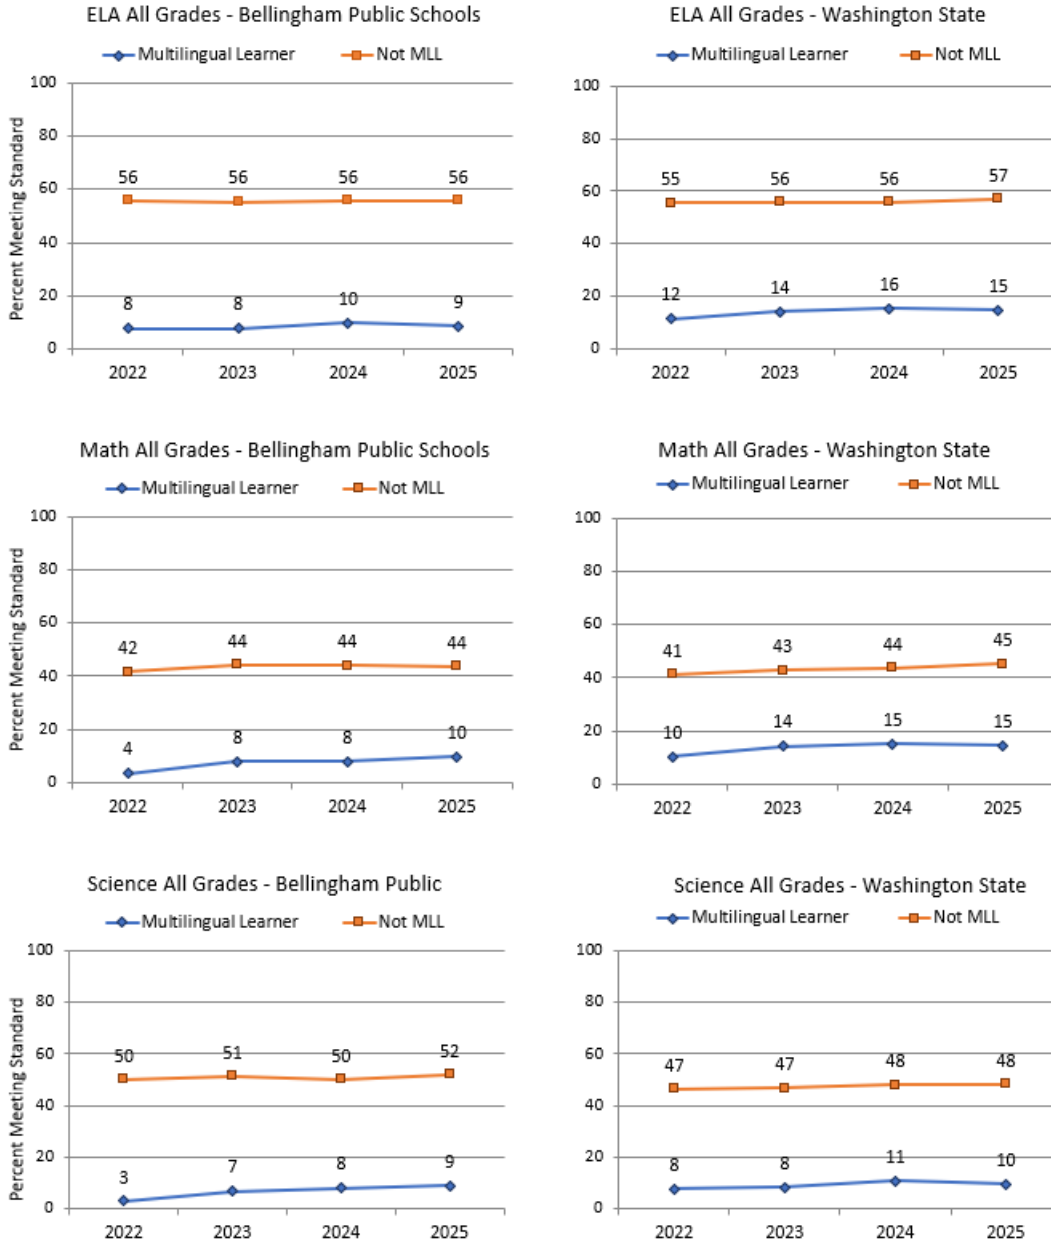 ELA All Grades - Bellingham Public Schools
Multilingual Learner Not MLL
Percent Meeting Standard
100
80
60
40
20
0
56 56 56 56
8 8 10 9
2022 2023 2024 2025
ELA All Grades - Washington State
Multilingual Learner Not MLL
100
80
60
40
20
0
55 56 56 57
12 14 16 15
2022 2023 2024 2025
Math All Grades - Bellingham Public Schools
Multilingual Learner Not MLL
Percent Meeting Standard
100
80
60
40
20
0
42 44 44 44
4 8 8 10
2022 2023 2024 2025
Math All Grades - Washington State
Multilingual Learner Not MLL
100
80
60
40
20
0
41 43 44 45
10 14 15 15
2022 2023 2024 2025
Science All Grades - Bellingham Public
Multilingual Learner Not MLL
Percent Meeting Standard
100
80
60
40
20
0
50 51 50 52
3 7 8 9
2022 2023 2024 2025
Science All Grades - Washington State
Multilingual Learner Not MLL
100
80
60
40
20
0
47 47 48 48
8 8 11 10
2022 2023 2024 2025